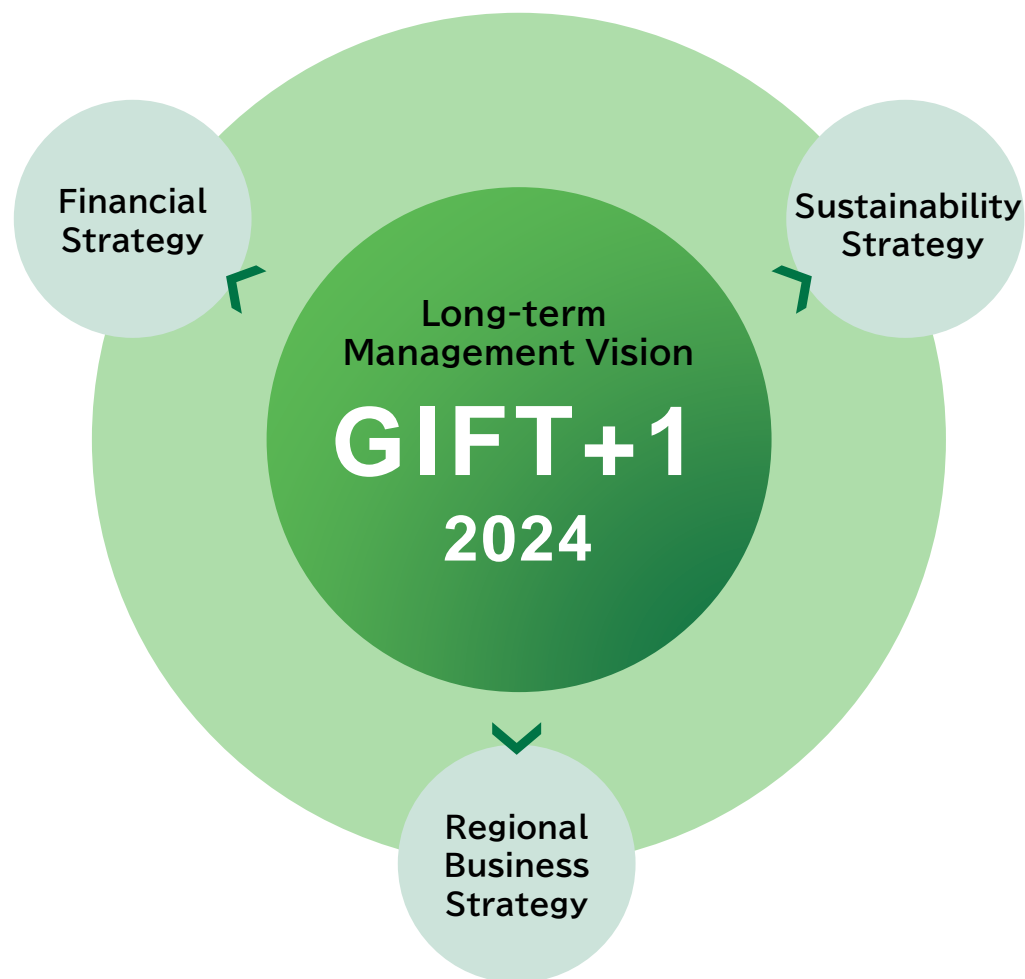 Financial
Strategy
Sustainability
Strategy
Long-term
Management Vision
GIFT+1
2024
Regional
Business
Strategy